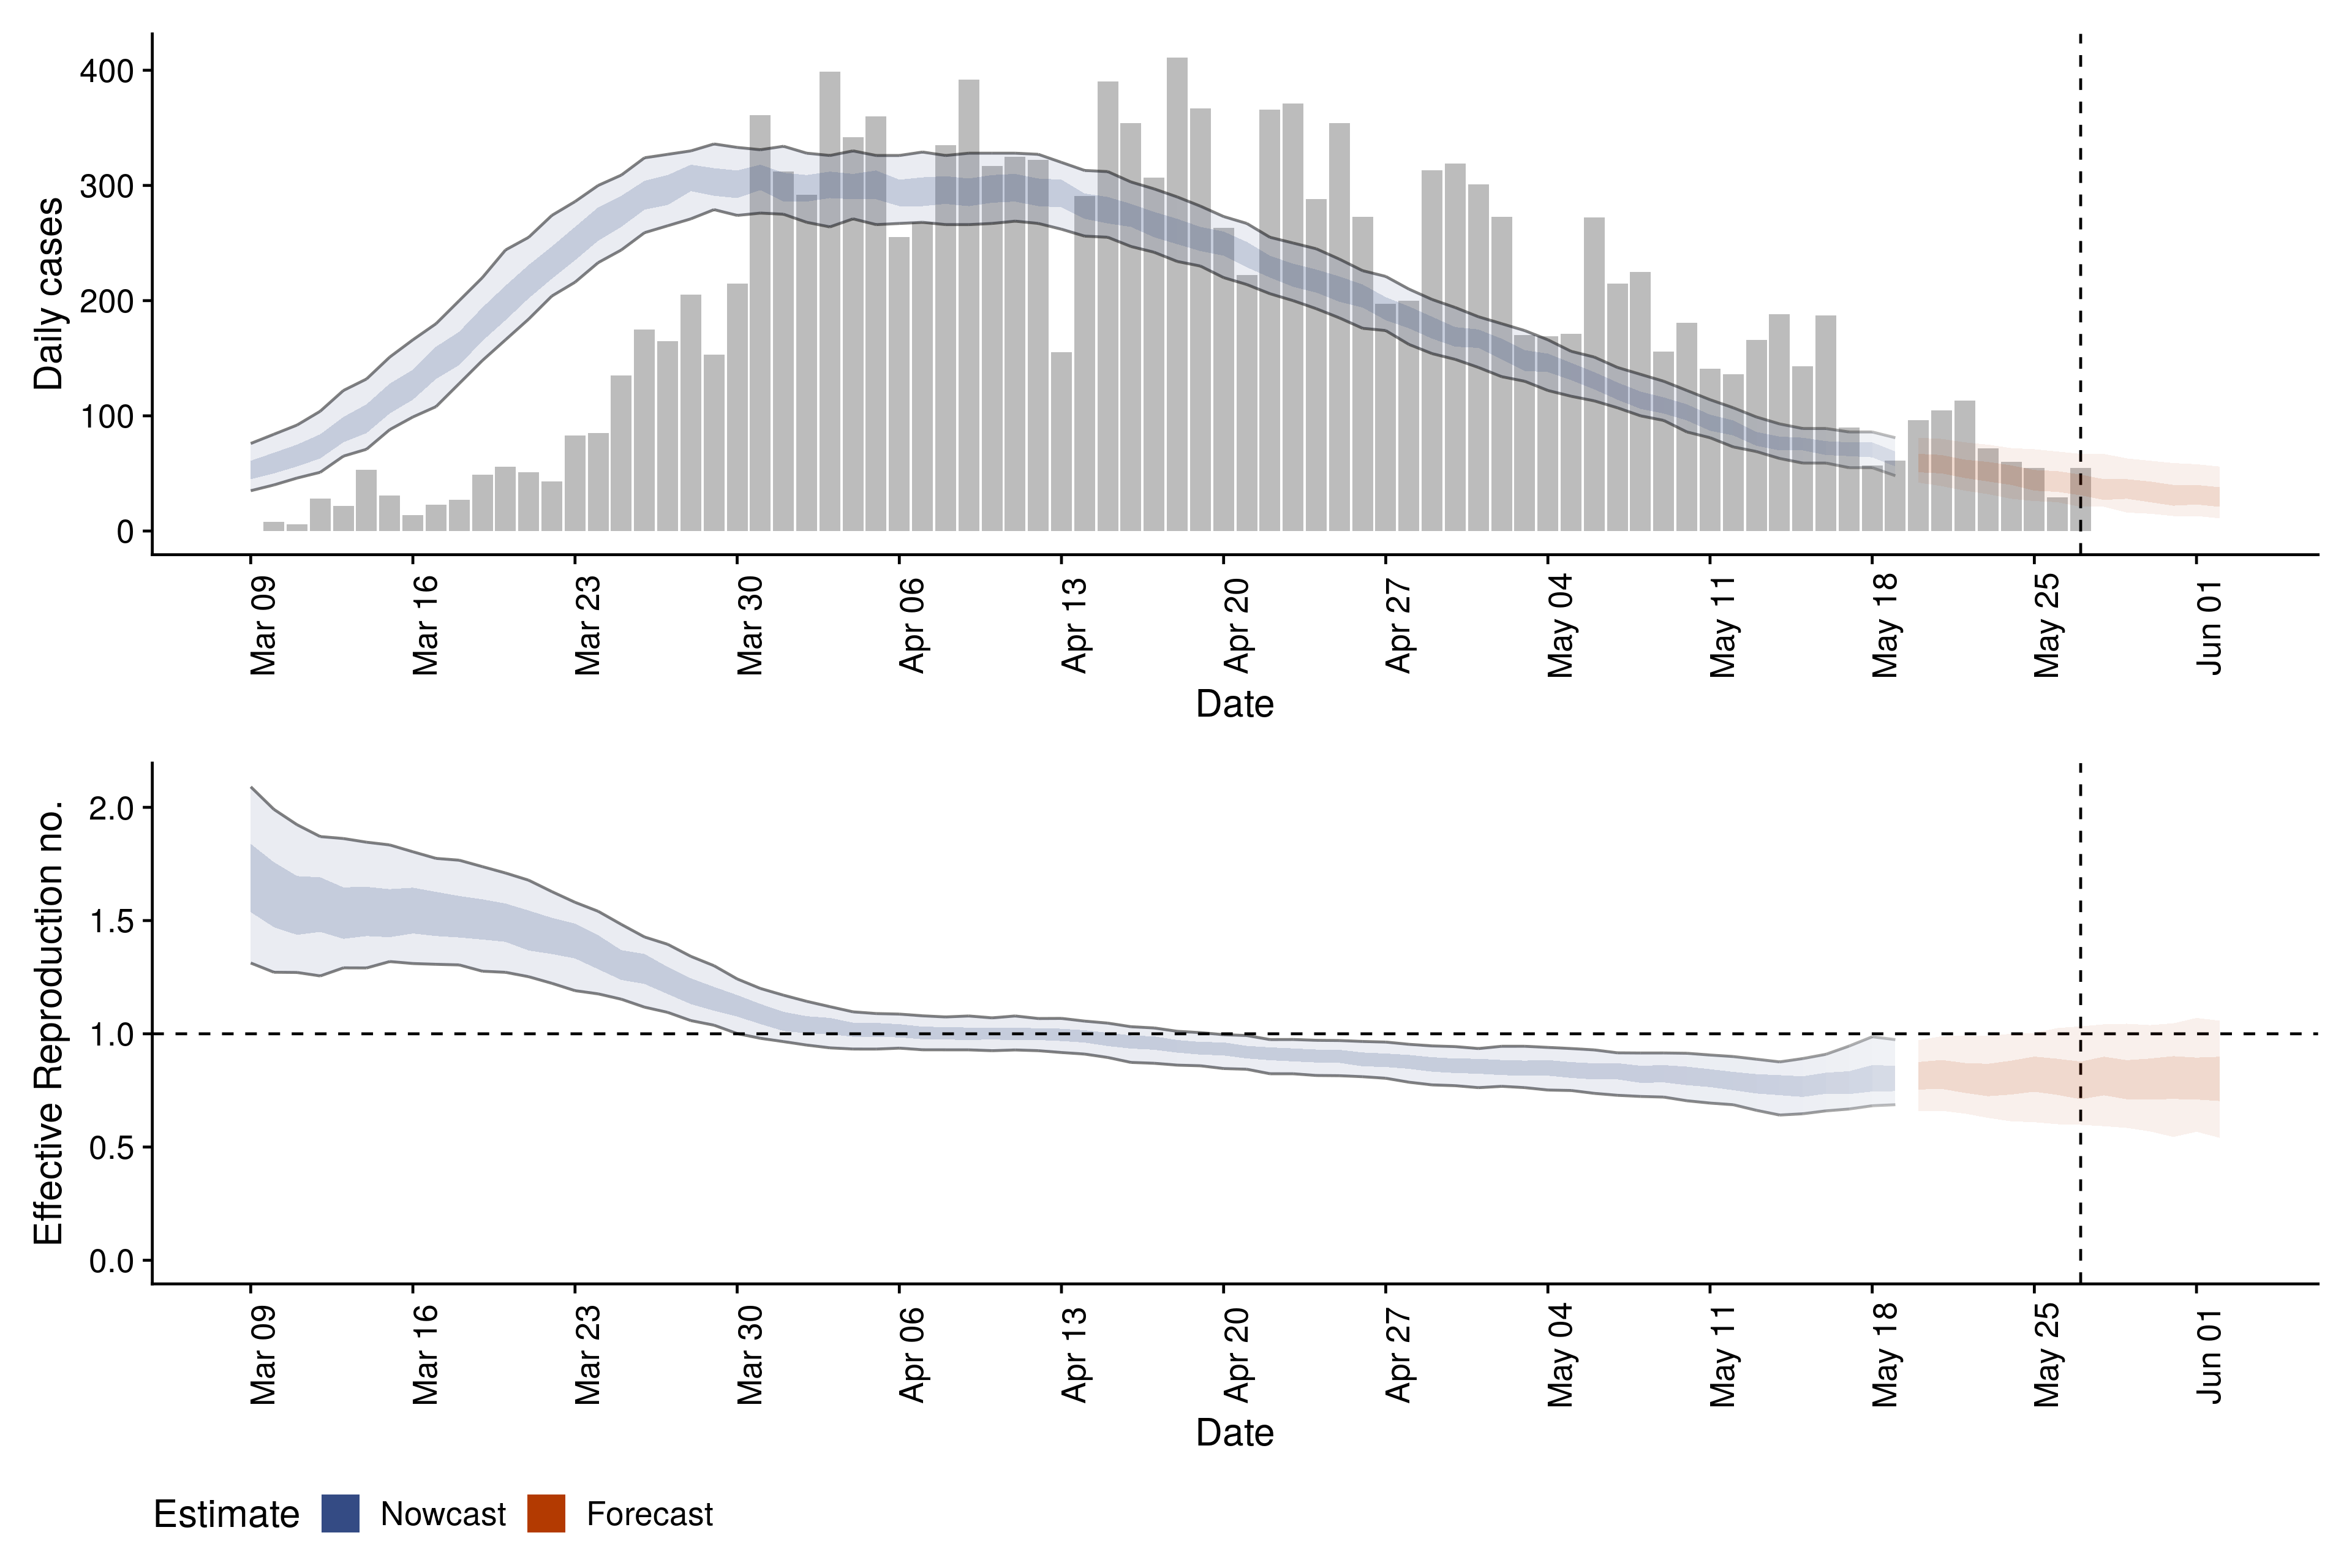 Daily cases
400
300
200
100
0
Mar 09
Mar 16
Mar 23
Mar 30
Apr 06
Apr 13
Apr 20
Apr 27
May 04
May 11
May 18
May 25
Jun 01
Date
Effective Reproduction no.
2.0
1.5
1.0
0.5
0.0
Mar 09
Mar 16
Mar 23
Mar 30
Apr 06
Apr 13
Apr 20
Apr 27
May 04
May 11
May 18
May 25
Jun 01
Date
Estimate Nowcast Forecast